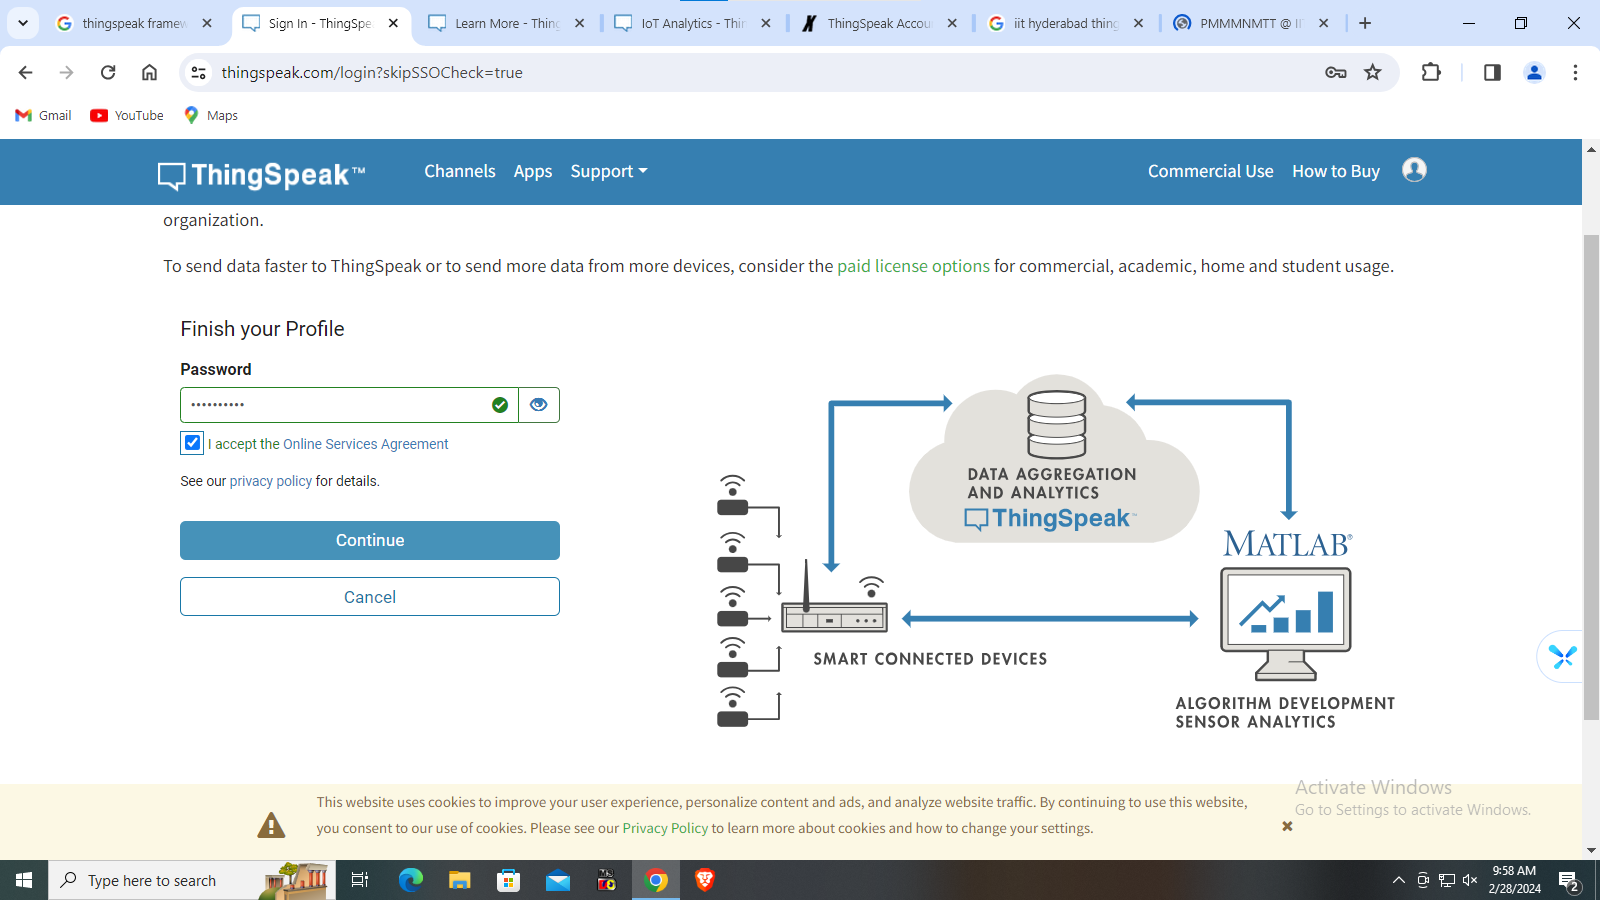 thingspeak framew
Sign In - ThingSpe
Learn More - Thing
IoT Analytics - Thin
ThingSpeak Accou
iit hyderabad thing
PMMMNMTT @ II
thingspeak.com/login?skipSSOCheck=true
Gmail
YouTube
Maps
ThingSpeak™
Channels
Apps
Support
Commercial Use
How to Buy
organization.
To send data faster to ThingSpeak or to send more data from more devices, consider the paid license options for commercial, academic, home and student usage.
Finish your Profile
Password
••••••••••
I accept the Online Services Agreement
See our privacy policy for details.
Continue
Cancel
DATA AGGREGATION
AND ANALYTICS
ThingSpeak™
MATLAB®
SMART CONNECTED DEVICES
ALGORITHM DEVELOPMENT
SENSOR ANALYTICS
This website uses cookies to improve your user experience, personalize content and ads, and analyze website traffic. By continuing to use this website,
you consent to our use of cookies. Please see our Privacy Policy to learn more about cookies and how to change your settings.
Activate Windows
Go to Settings to activate Windows.
Type here to search
9:58 AM
2/28/2024
2